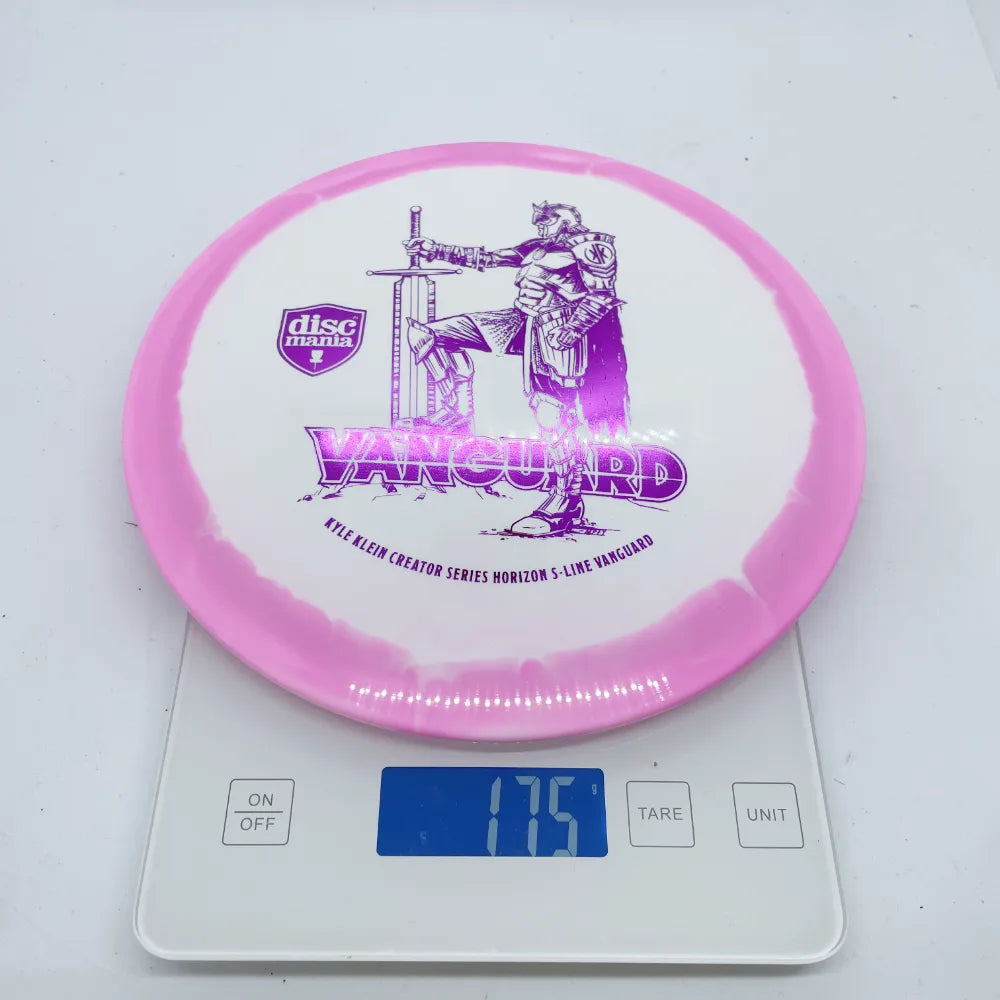 disc
mania
VANGUARD
KYLE KLEIN CREATOR SERIES HORIZON S-LINE VANGUARD
ON
OFF
175
g
TARE
UNIT